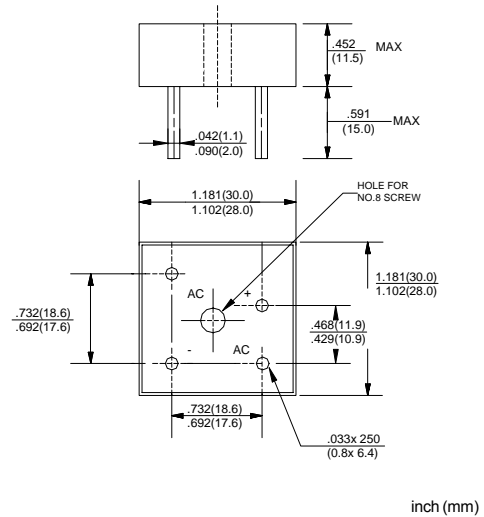 .452 MAX
(11.5)
.591 MAX
(15.0)
.042(1.1)
.090(2.0)
HOLE FOR
NO.8 SCREW
1.181(30.0)
1.102(28.0)
AC +
1.181(30.0)
1.102(28.0)
.732(18.6)
.692(17.6)
.468(11.9)
.429(10.9)
- AC
.732(18.6)
.692(17.6)
.033x 250
(0.8x 6.4)
inch (mm)